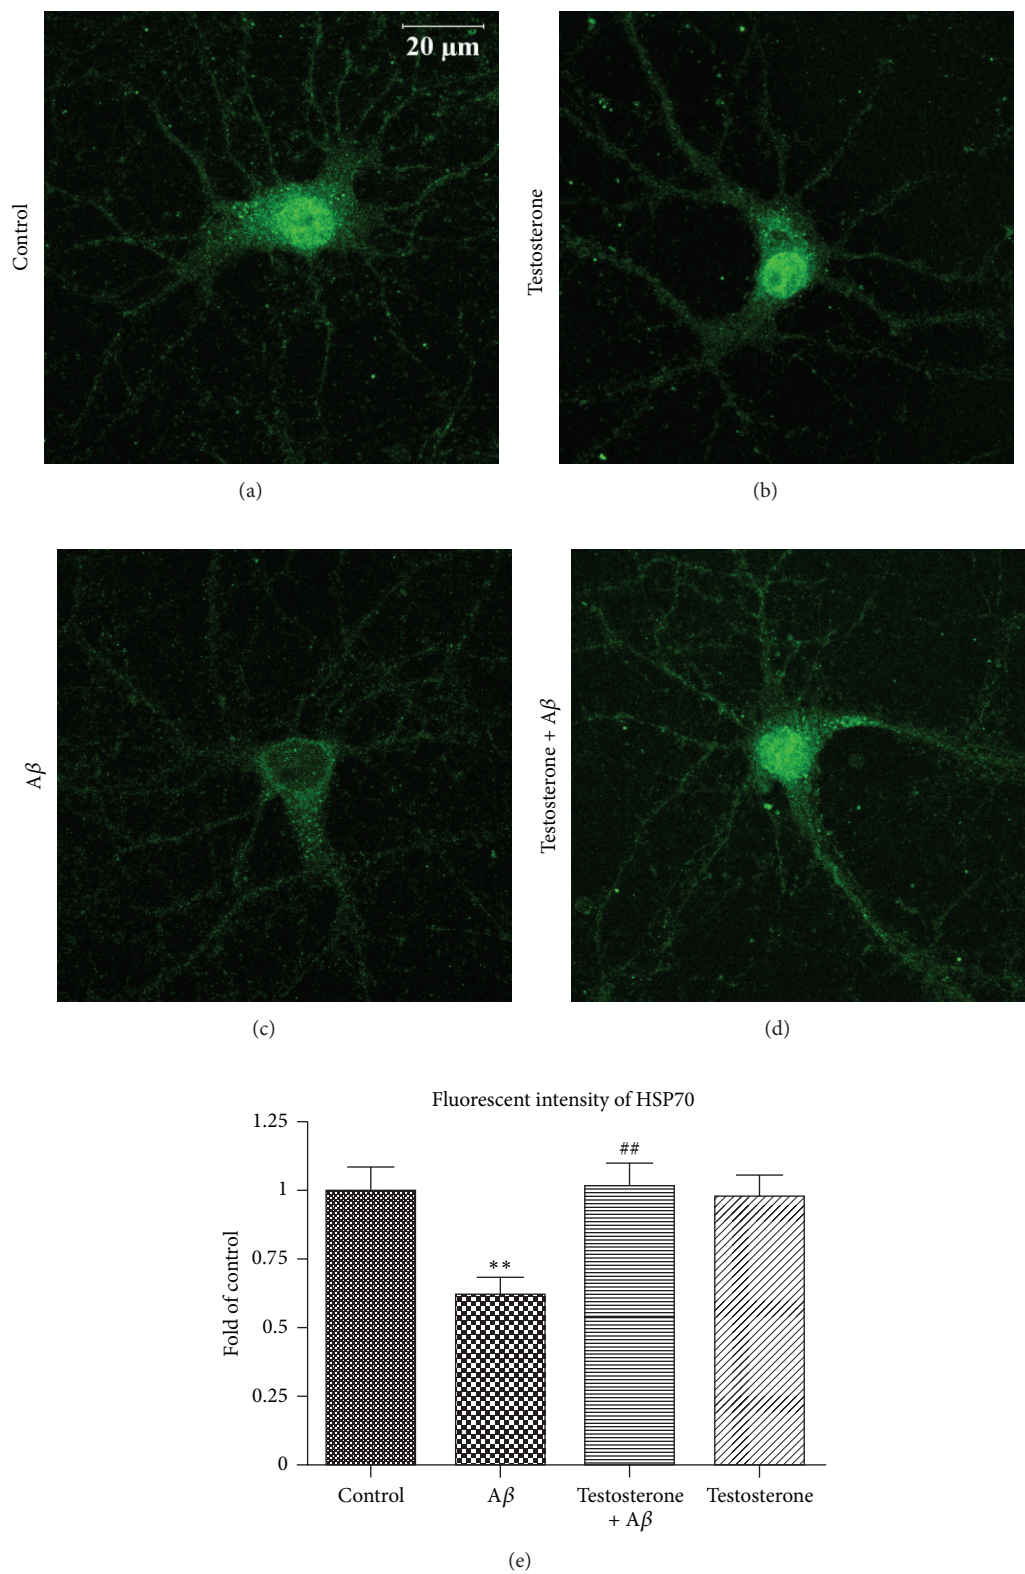 20 μm
Control
Testosterone
(a)
(b)
Aβ
Testosterone + Aβ
(c)
(d)
Fluorescent intensity of HSP70
Fold of control
1.25
1
0.75
0.5
0.25
0
**
##
Control
Aβ
Testosterone
+ Aβ
Testosterone
(e)